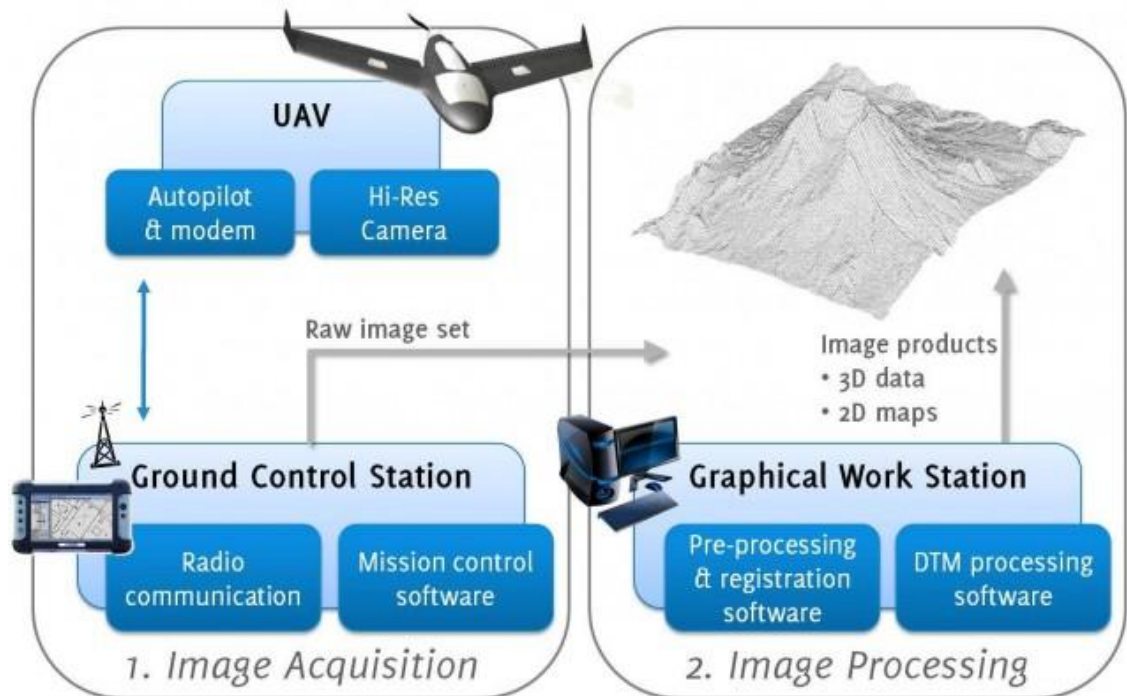 UAV
Autopilot
& modem
Hi-Res
Camera
Raw image set
Ground Control Station
Radio
communication
Mission control
software
1. Image Acquisition
Image products
• 3D data
• 2D maps
Graphical Work Station
Pre-processing
& registration
software
DTM processing
software
2. Image Processing